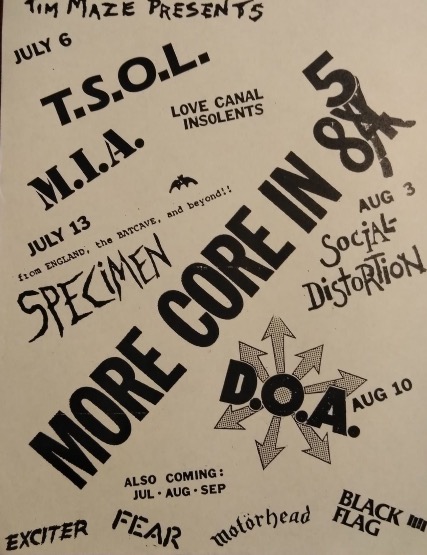 TIM MAZE PRESENTS
JULY 6
T.S.O.L.
LOVE CANAL
INSOLENTS
M.I.A.
JULY 13
from ENGLAND, the BATCAVE, and beyond!!
SPECIMEN
MORE CORE IN 84
5
AUG 3
SOCIAL
DISTORTION
D.O.A.
AUG 10
ALSO COMING:
JUL · AUG · SEP
EXCITER
FEAR
motörhead
BLACK
FLAG